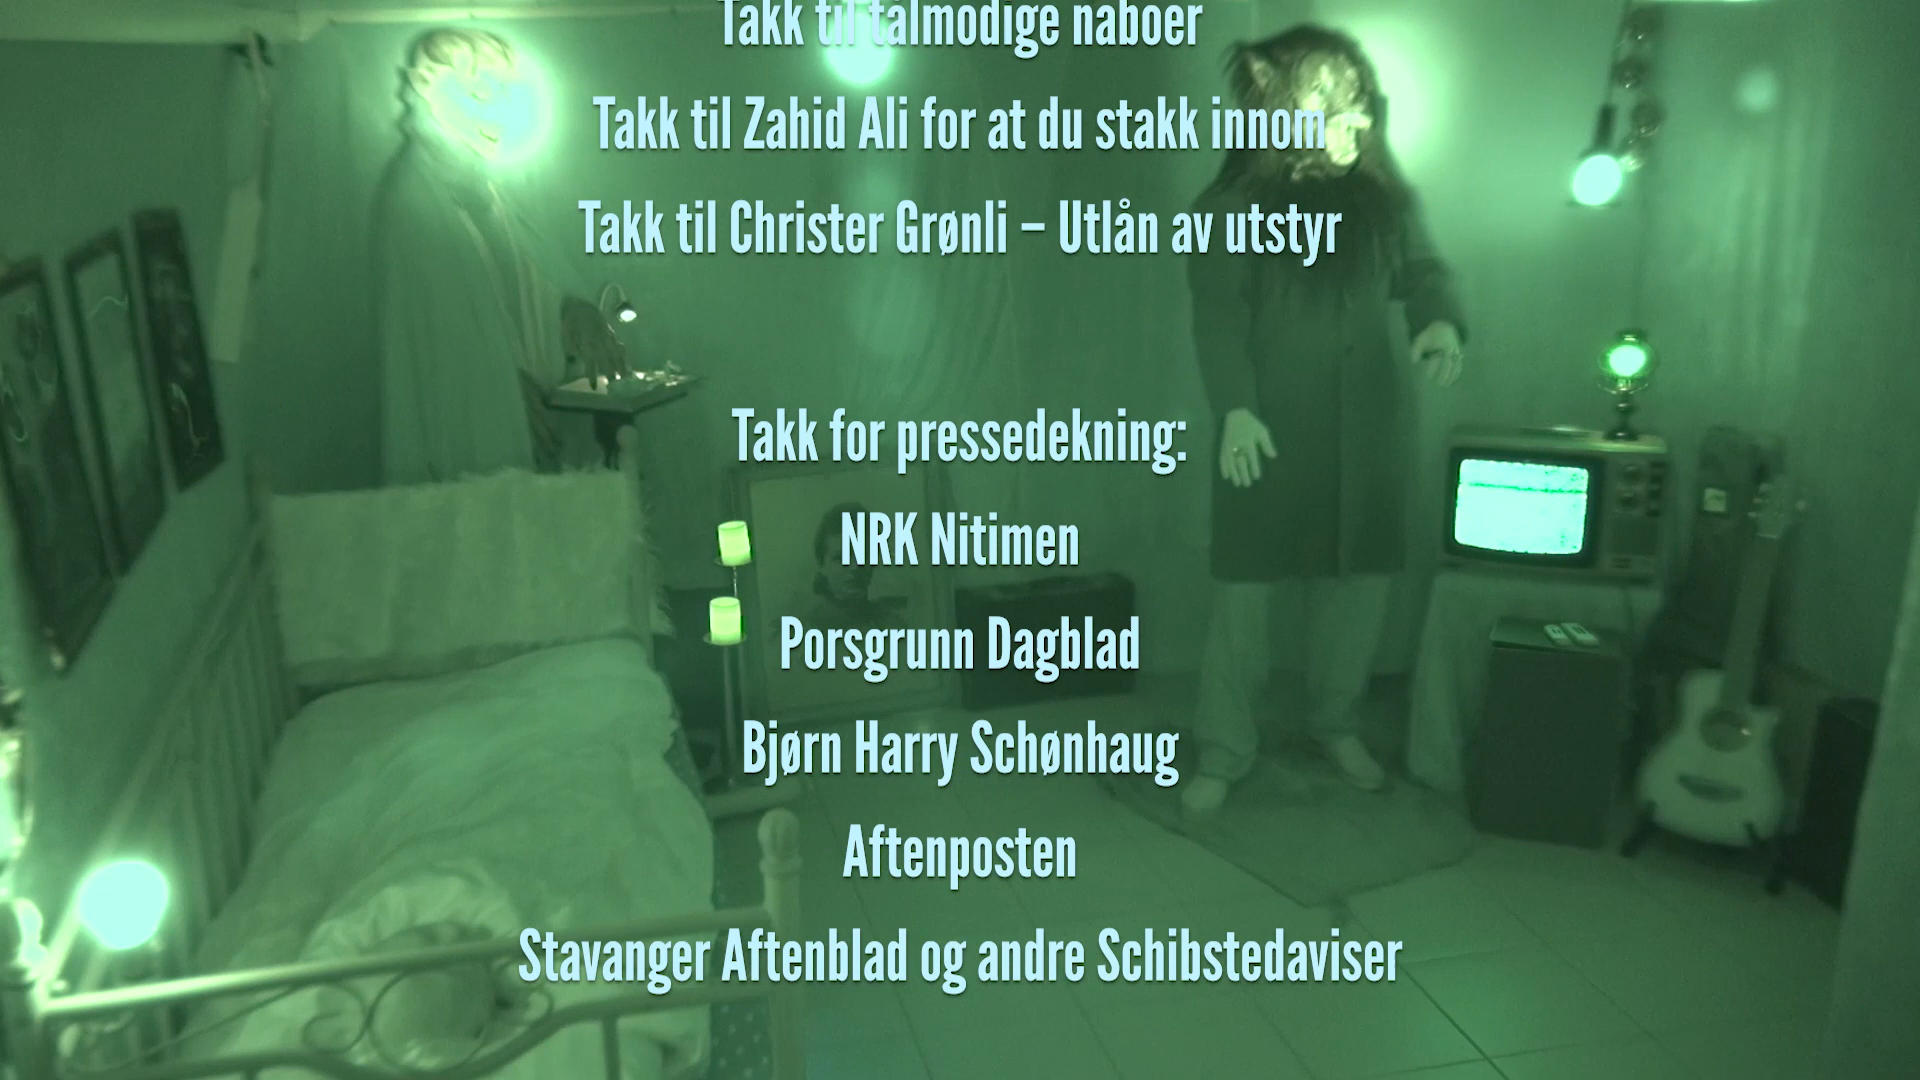 Takk til tålmodige naboer
Takk til Zahid Ali for at du stakk innom
Takk til Christer Grønli – Utlån av utstyr
Takk for pressedekning:
NRK Nitimen
Porsgrunn Dagblad
Bjørn Harry Schønhaug
Aftenposten
Stavanger Aftenblad og andre Schibstedaviser